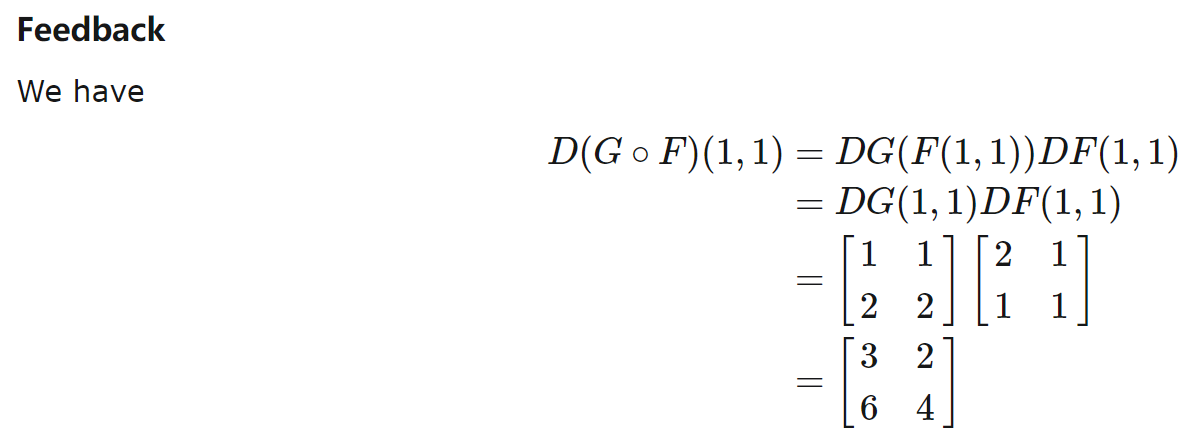 Feedback
We have
D(G ∘ F)(1, 1) = DG(F(1, 1))DF(1, 1)
= DG(1, 1)DF(1, 1)
= [1 1; 2 2] [2 1; 1 1]
= [3 2; 6 4]